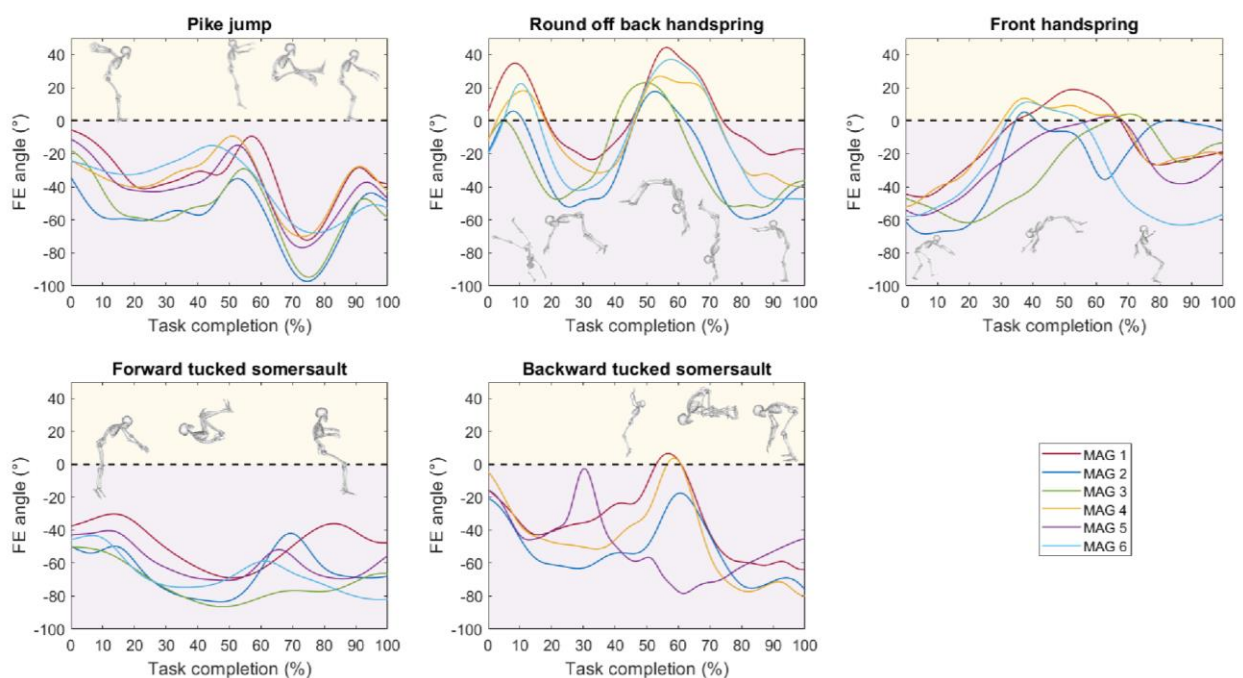 Pike jump
40
20
0
-20
-40
-60
-80
-100
FE angle (°)
0 10 20 30 40 50 60 70 80 90 100
Task completion (%)
Round off back handspring
40
20
0
-20
-40
-60
-80
-100
FE angle (°)
0 10 20 30 40 50 60 70 80 90 100
Task completion (%)
Front handspring
40
20
0
-20
-40
-60
-80
-100
FE angle (°)
0 10 20 30 40 50 60 70 80 90 100
Task completion (%)
Forward tucked somersault
40
20
0
-20
-40
-60
-80
-100
FE angle (°)
0 10 20 30 40 50 60 70 80 90 100
Task completion (%)
Backward tucked somersault
40
20
0
-20
-40
-60
-80
-100
FE angle (°)
0 10 20 30 40 50 60 70 80 90 100
Task completion (%)
MAG 1
MAG 2
MAG 3
MAG 4
MAG 5
MAG 6